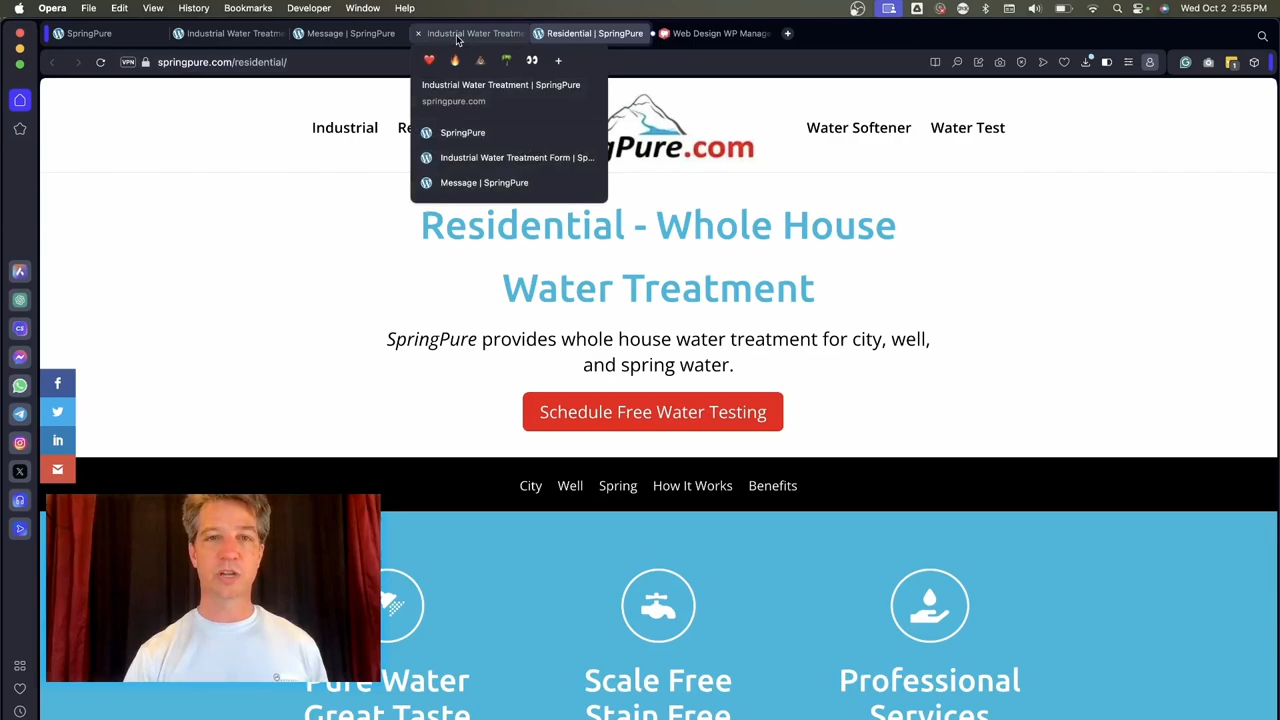 Opera File Edit View History Bookmarks Developer Window Help
Wed Oct 2 2:55 PM
SpringPure
Industrial Water Treatm
Message | SpringPure
Industrial Water Treatm
Residential | SpringPure
Web Design WP Manage
VPN springpure.com/residential/
Industrial Water Treatment | SpringPure
springpure.com
SpringPure
Industrial Water Treatment Form | Sp...
Message | SpringPure
Industrial Re
gPure.com
Water Softener Water Test
Residential - Whole House
Water Treatment
SpringPure provides whole house water treatment for city, well,
and spring water.
Schedule Free Water Testing
City Well Spring How It Works Benefits
Pure Water
Great Taste
Scale Free
Stain Free
Professional
Services